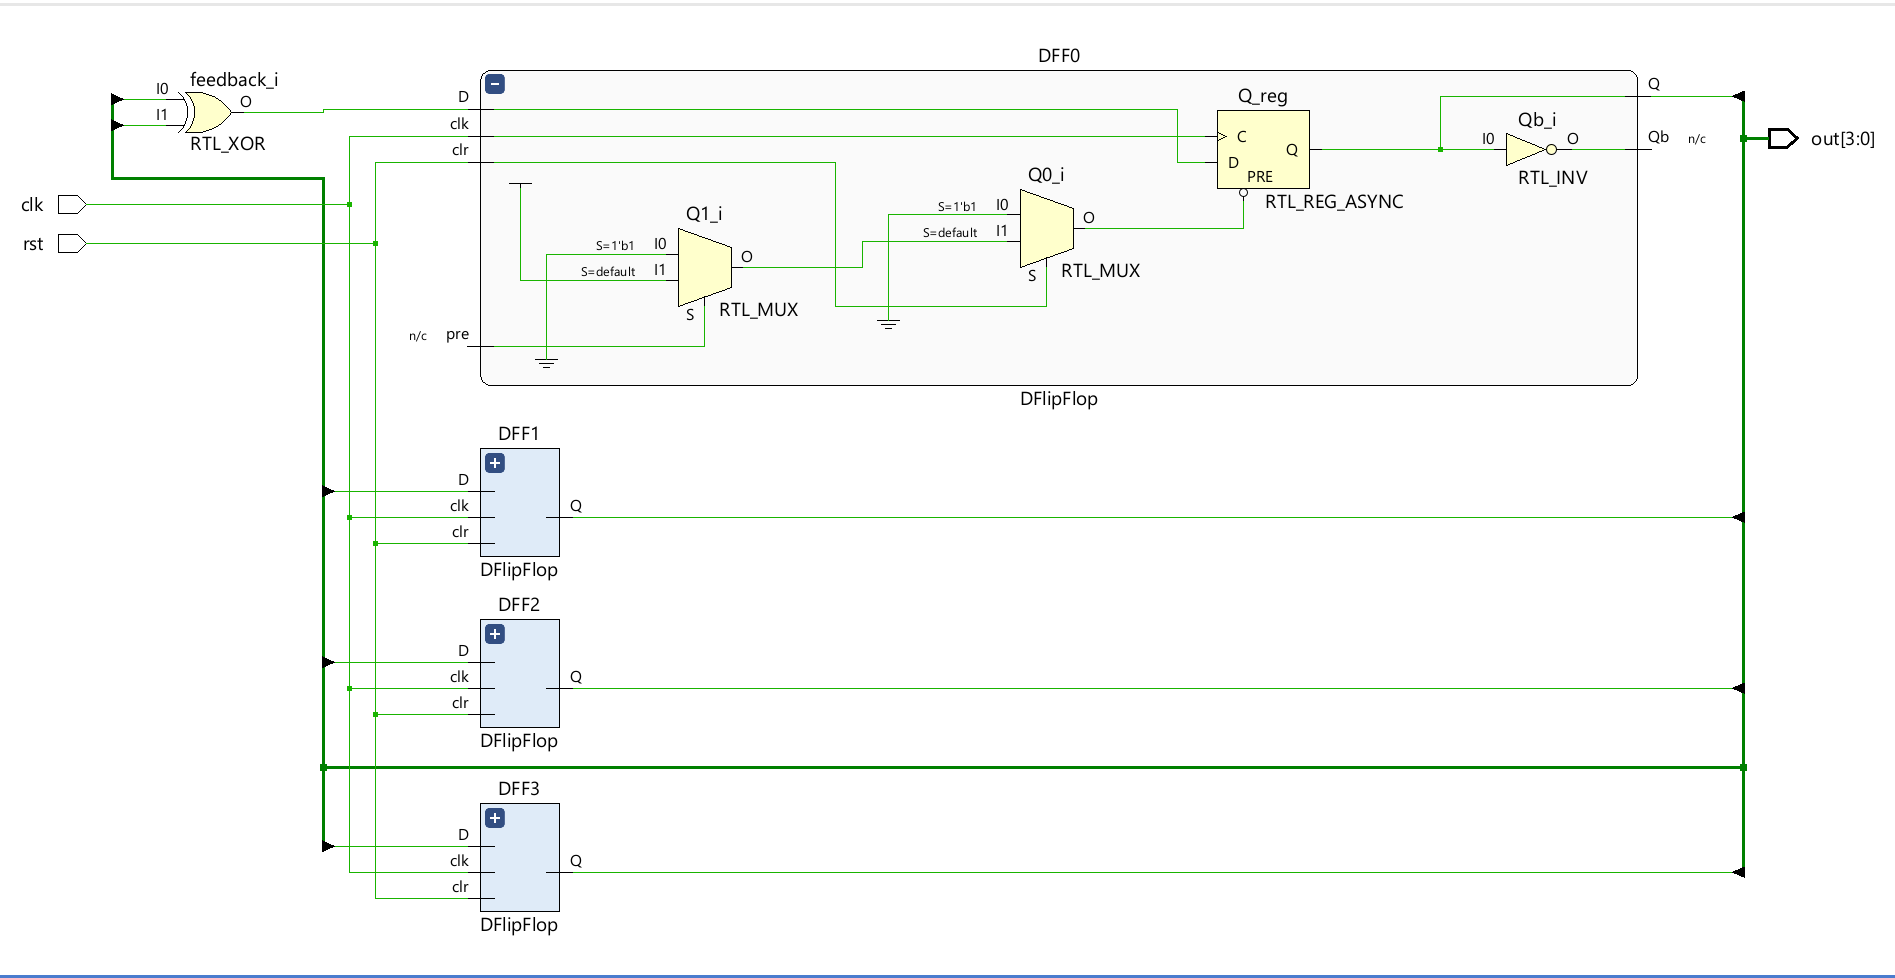 DFF0
feedback_i
I0
I1
O
RTL_XOR
clk
rst
D
clk
clr
n/c pre
Q1_i
S=1'b1 I0
S=default I1
S
O
RTL_MUX
Q0_i
S=1'b1 I0
S=default I1
S
O
RTL_MUX
Q_reg
C
D
Q
PRE
RTL_REG_ASYNC
Qb_i
I0
O
RTL_INV
Q
Qb n/c
out[3:0]
DFlipFlop
DFF1
D
clk
clr
Q
DFlipFlop
DFF2
D
clk
clr
Q
DFlipFlop
DFF3
D
clk
clr
Q
DFlipFlop